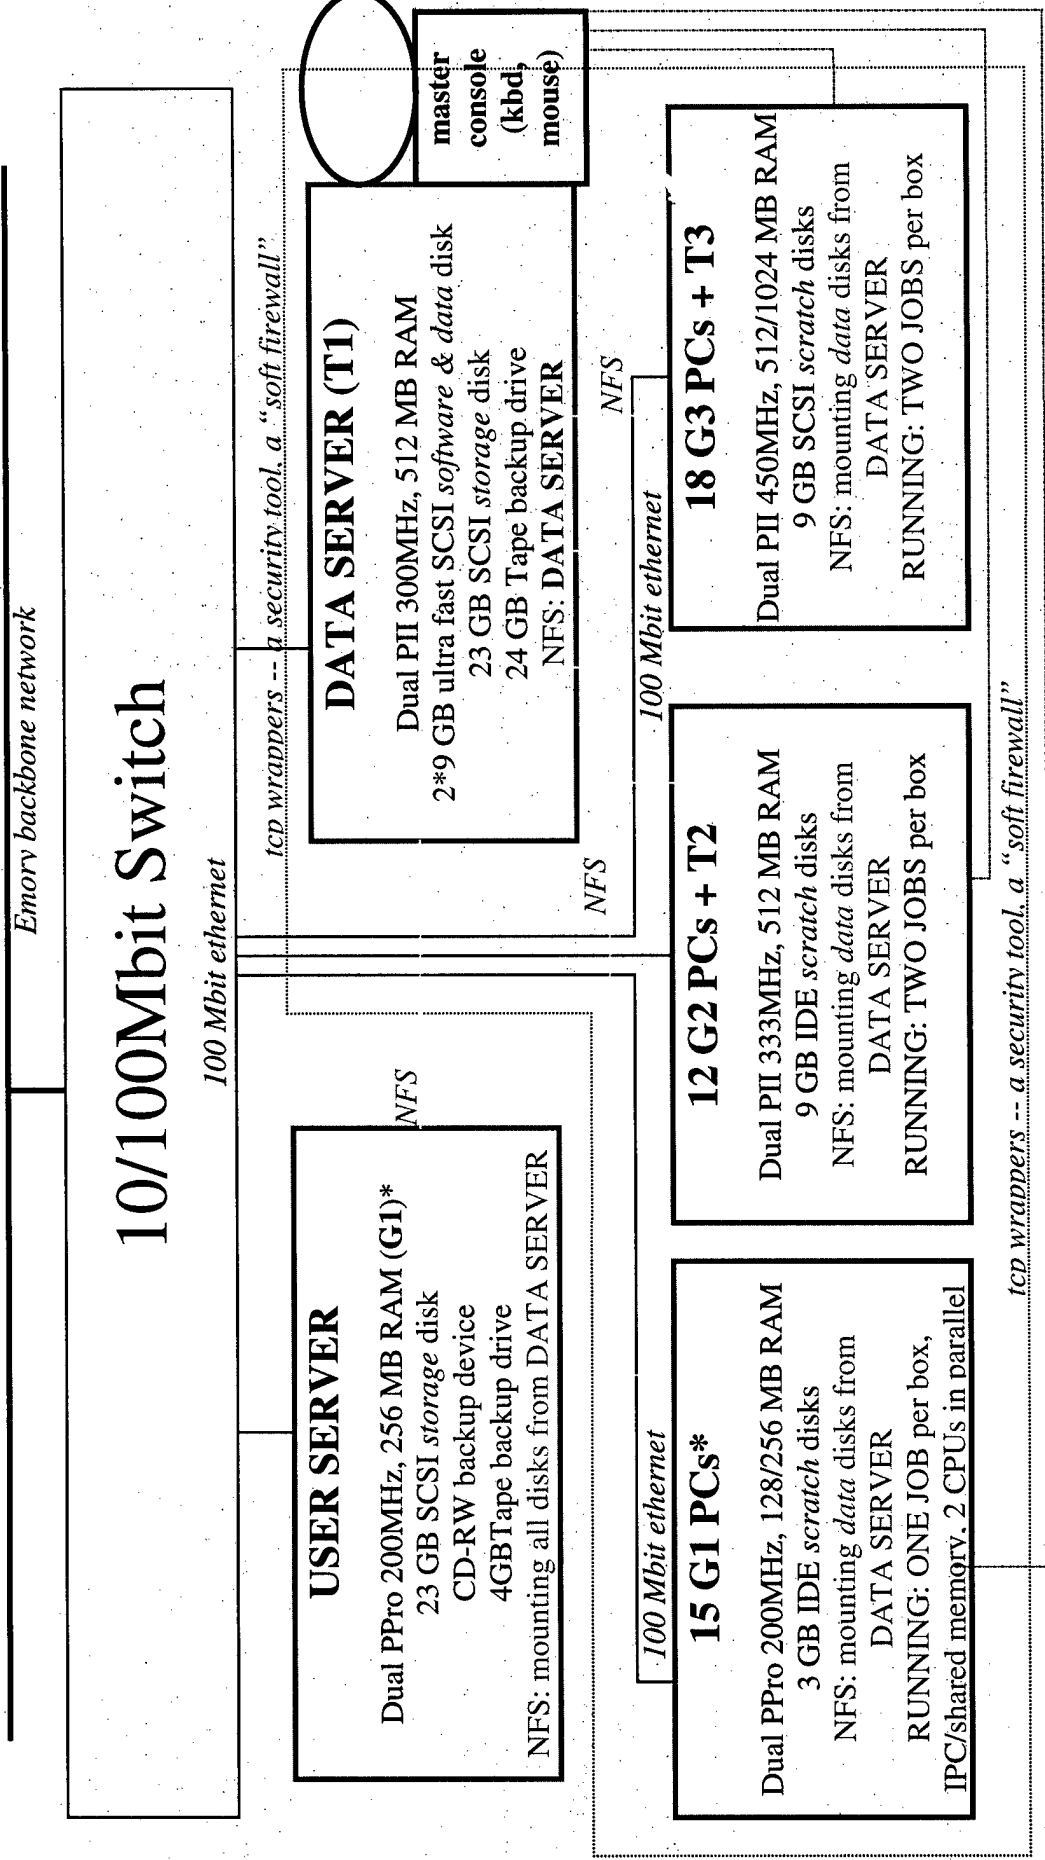 Emory backbone network
10/100Mbit Switch
100 Mbit ethernet
tcp wrappers -- a security tool, a “soft firewall”
USER SERVER
Dual PPro 200MHz, 256 MB RAM (G1)*
23 GB SCSI storage disk
CD-RW backup device
4GBTape backup drive
NFS: mounting all disks from DATA SERVER
NFS
DATA SERVER (T1)
Dual PII 300MHz, 512 MB RAM
2*9 GB ultra fast SCSI software & data disk
23 GB SCSI storage disk
24 GB Tape backup drive
NFS: DATA SERVER
master
console
(kbd,
mouse)
NFS
NFS
100 Mbit ethernet
100 Mbit ethernet
15 G1 PCs*
Dual PPro 200MHz, 128/256 MB RAM
3 GB IDE scratch disks
NFS: mounting data disks from
DATA SERVER
RUNNING: ONE JOB per box,
IPC/shared memory, 2 CPUs in parallel
12 G2 PCs + T2
Dual PII 333MHz, 512 MB RAM
9 GB IDE scratch disks
NFS: mounting data disks from
DATA SERVER
RUNNING: TWO JOBS per box
18 G3 PCs + T3
Dual PII 450MHz, 512/1024 MB RAM
9 GB SCSI scratch disks
NFS: mounting data disks from
DATA SERVER
RUNNING: TWO JOBS per box
tcp wrappers -- a security tool, a “soft firewall”